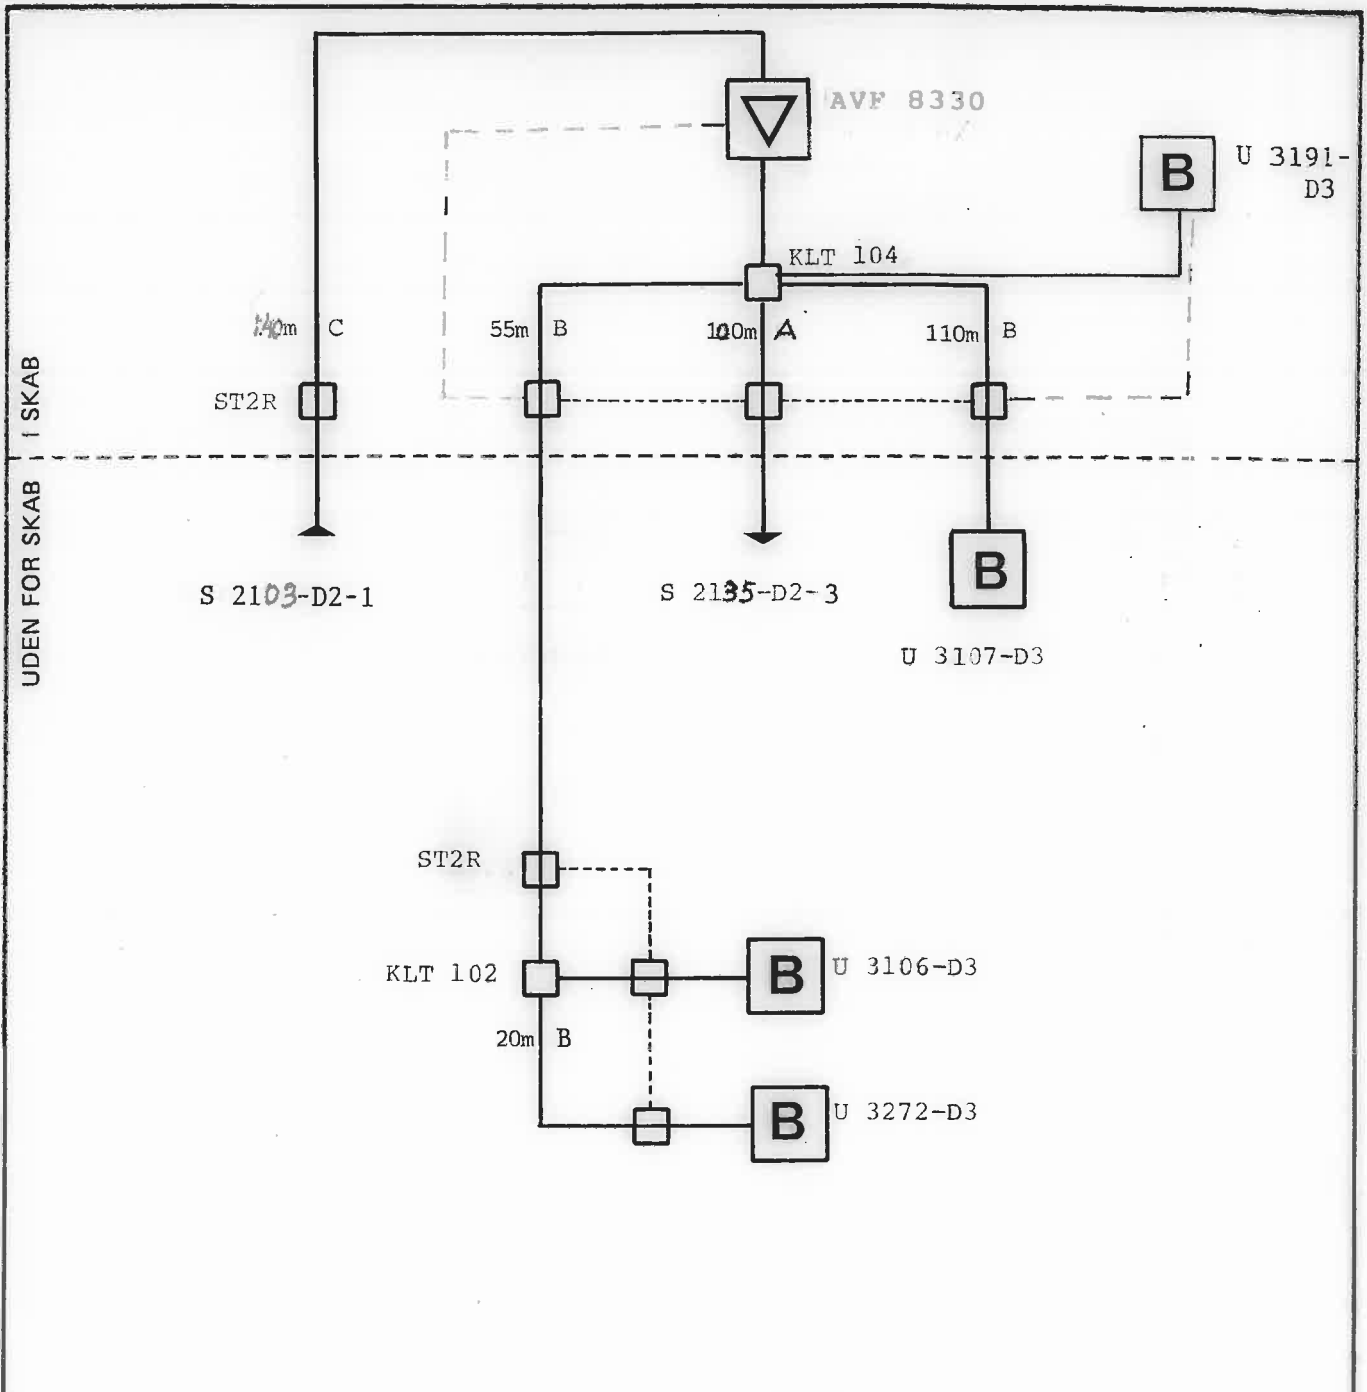 AVF 8330
B
U 3191-
D3
KLT 104
C
55m
B
100m
A
110m
B
ST2R
I SKAB
UDEN FOR SKAB
S 2103-D2-1
S 2135-D2-3
B
U 3107-D3
ST2R
KLT 102
B
U 3106-D3
20m
B
B
U 3272-D3